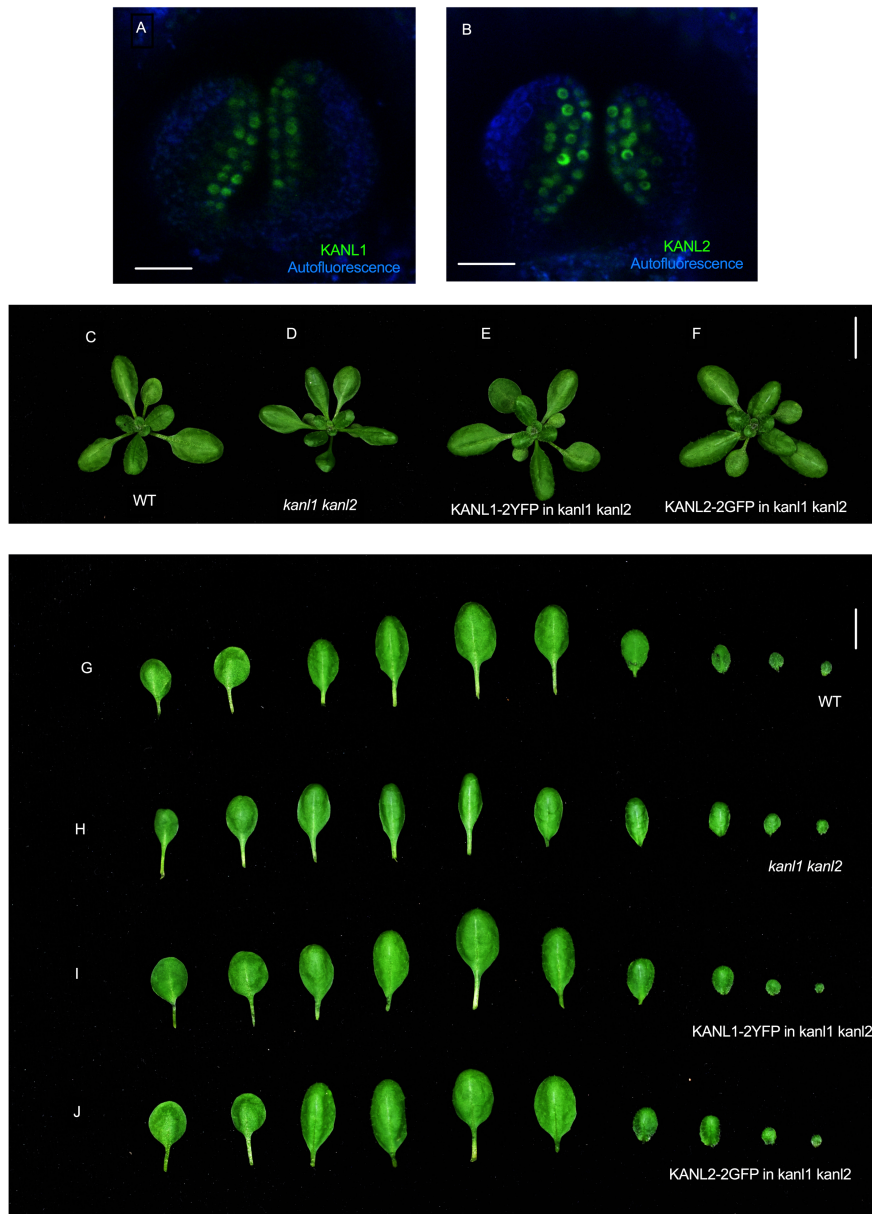 A
KANL1
Autofluorescence
B
KANL2
Autofluorescence
C
WT
D
kanl1 kanl2
E
KANL1-2YFP in kanl1 kanl2
F
KANL2-2GFP in kanl1 kanl2
G
WT
H
kanl1 kanl2
I
KANL1-2YFP in kanl1 kanl2
J
KANL2-2GFP in kanl1 kanl2